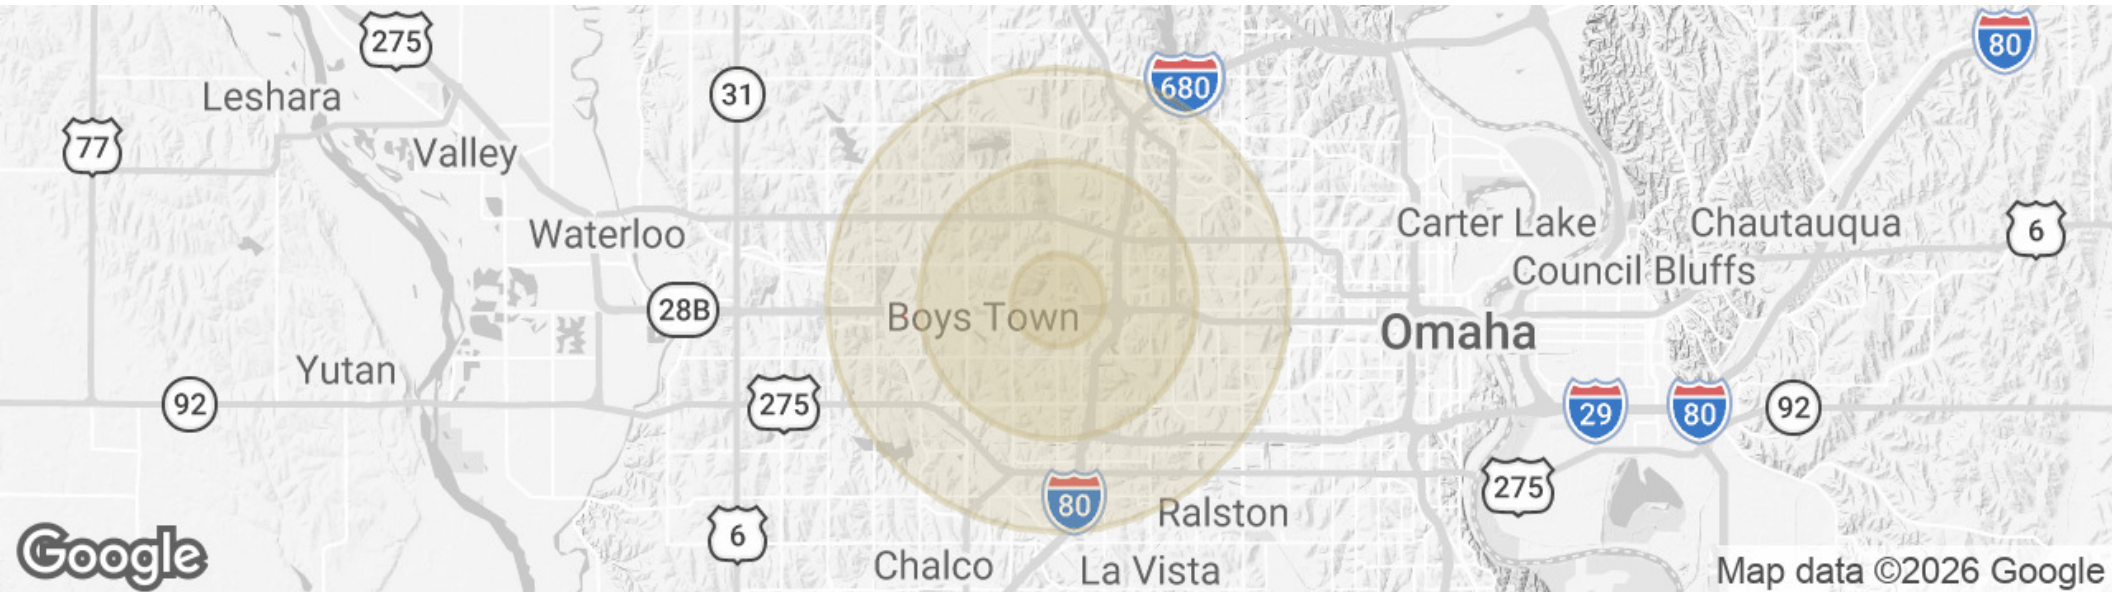 275
80
680
31
Leshara
77
Valley
Carter Lake
Chautauqua
6
Waterloo
Council Bluffs
28B
Boys Town
Omaha
Yutan
92
275
29
80
92
275
80
Ralston
6
Google
Chalco
La Vista
Map data ©2026 Google